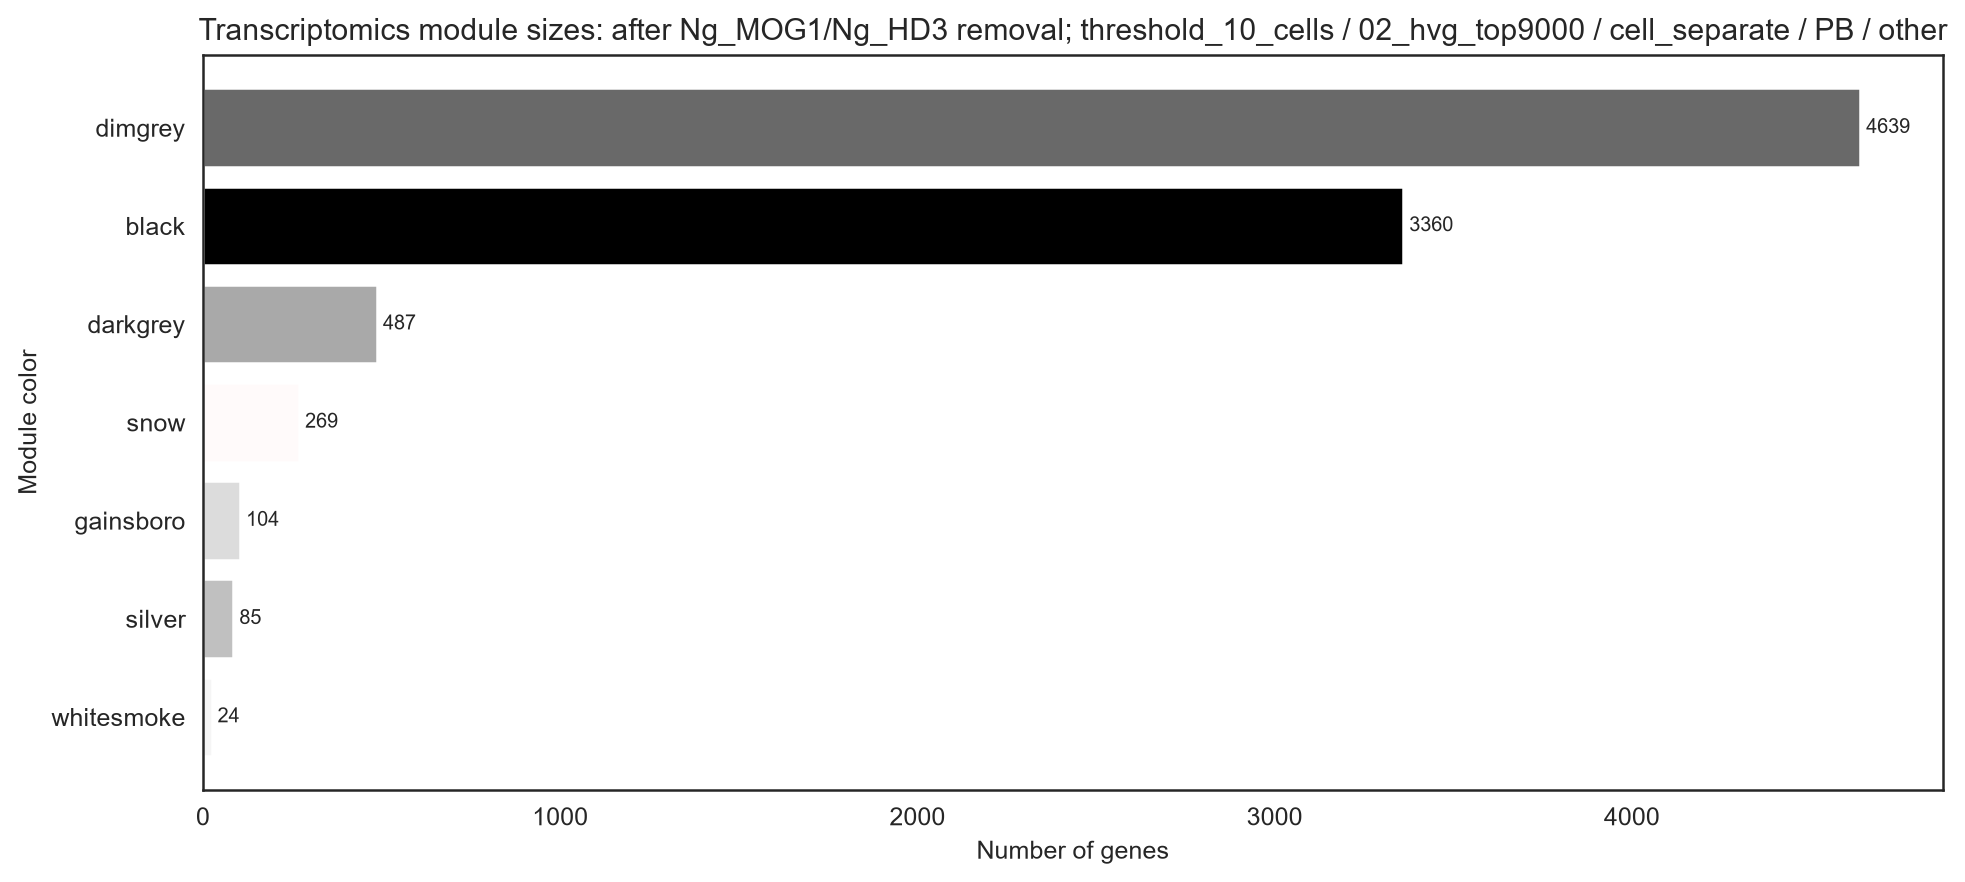 Transcriptomics module sizes: after Ng_MOG1/Ng_HD3 removal; threshold_10_cells / 02_hvg_top9000 / cell_separate / PB / other
Module color
dimgrey
4639
black
3360
darkgrey
487
snow
269
gainsboro
104
silver
85
whitesmoke
24
0
1000
2000
3000
4000
Number of genes